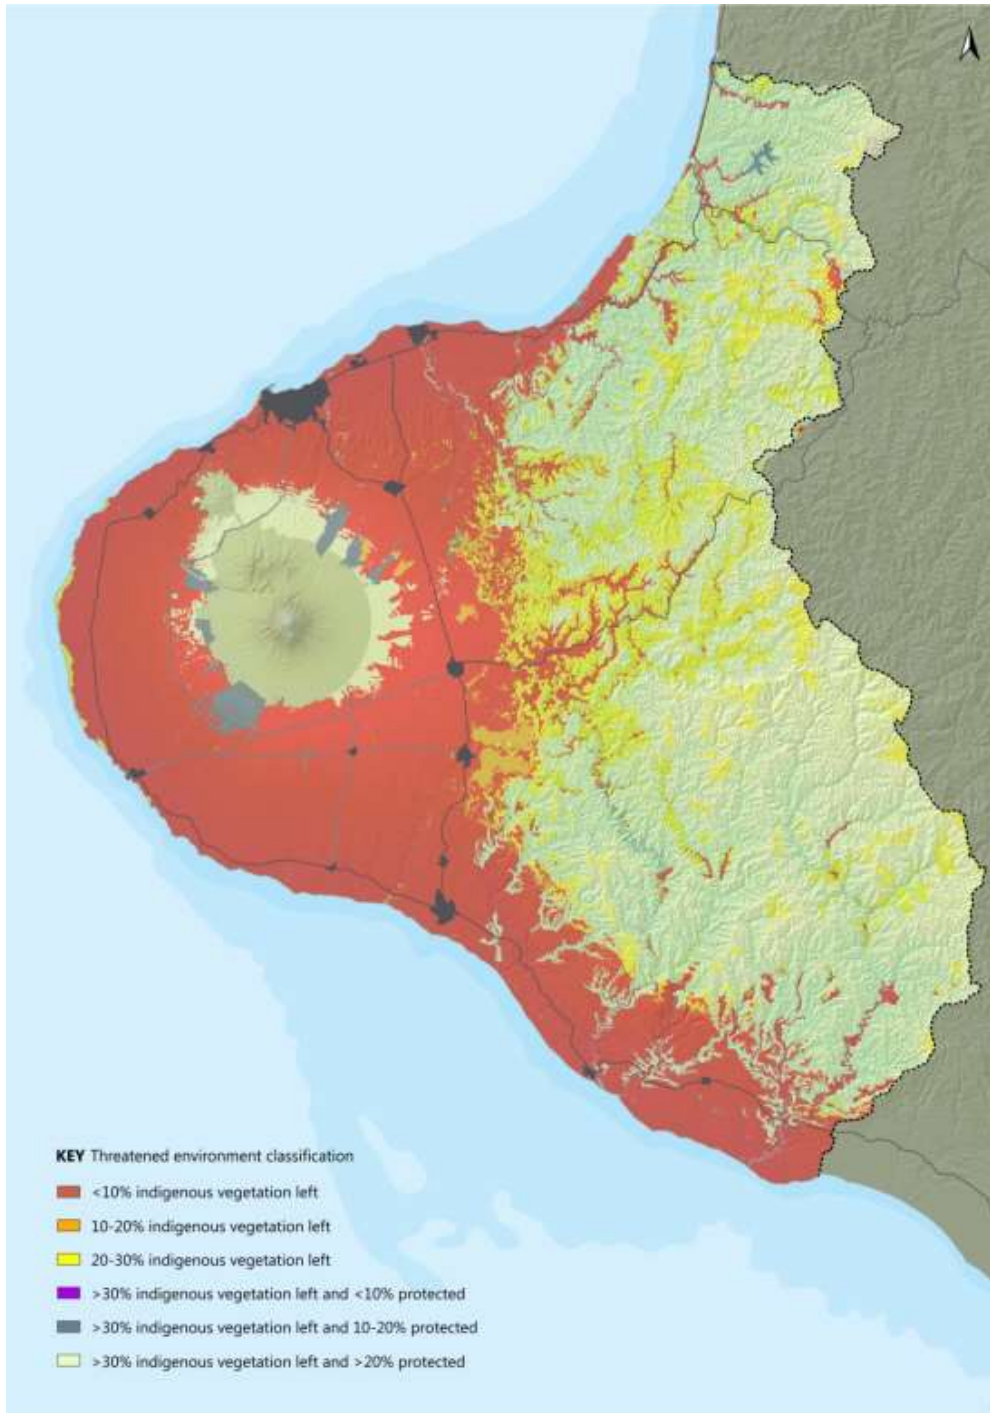 KEY Threatened environment classification
<10% indigenous vegetation left
10-20% indigenous vegetation left
20-30% indigenous vegetation left
>30% indigenous vegetation left and <10% protected
>30% indigenous vegetation left and 10-20% protected
>30% indigenous vegetation left and >20% protected